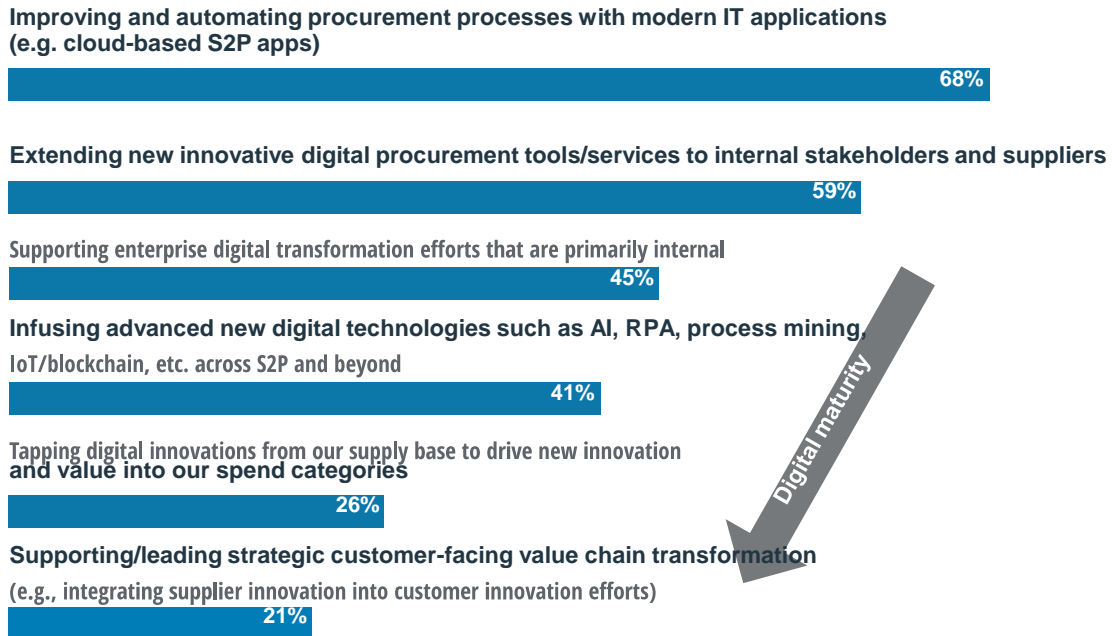 Improving and automating procurement processes with modern IT applications
(e.g. cloud-based S2P apps)
68%
Extending new innovative digital procurement tools/services to internal stakeholders and suppliers
59%
Supporting enterprise digital transformation efforts that are primarily internal
45%
Infusing advanced new digital technologies such as AI, RPA, process mining,
IoT/blockchain, etc. across S2P and beyond
41%
Tapping digital innovations from our supply base to drive new innovation
and value into our spend categories
26%
Supporting/leading strategic customer-facing value chain transformation
(e.g., integrating supplier innovation into customer innovation efforts)
21%
Digital maturity